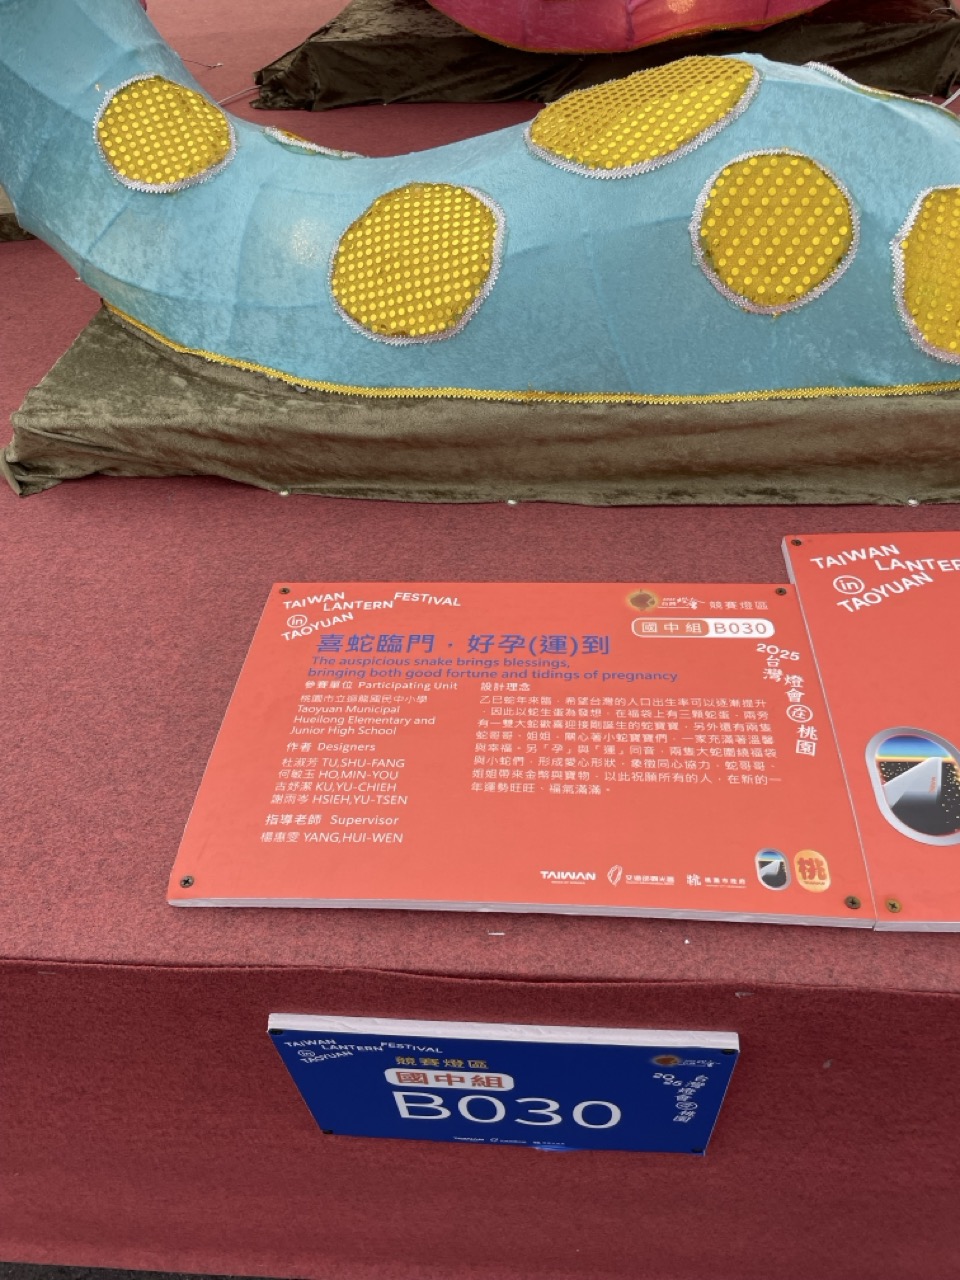 TAIWAN
LANTERN FESTIVAL
in
TAOYUAN
競賽燈區
國中組 B030
喜蛇臨門．好孕(運)到
The auspicious snake brings blessings,
bringing both good fortune and tidings of pregnancy
2025
台灣燈會在桃園
參賽單位 Participating Unit
桃園市立迴龍國民中小學
Taoyuan Municipal
Hueilong Elementary and
Junior High School
作者 Designers
杜淑芳 TU,SHU-FANG
何敏玉 HO,MIN-YOU
古妤潔 KU,YU-CHIEH
謝雨岑 HSIEH,YU-TSEN
指導老師 Supervisor
楊惠雯 YANG,HUI-WEN
設計理念
乙巳蛇年來臨，希望台灣的人口出生率可以逐漸提升
，因此以蛇生蛋為發想，在福袋上有三顆蛇蛋，兩旁
有一雙大蛇歡喜迎接剛誕生的蛇寶寶，另外還有兩隻
蛇哥哥、姐姐，關心著小蛇寶寶們，一家充滿著溫馨
與幸福。另「孕」與「運」同音，兩隻大蛇圍繞福袋
與小蛇們，形成愛心形狀，象徵同心協力，蛇哥哥、
姐姐帶來金幣與寶物，以此祝願所有的人，在新的一
年運勢旺旺，福氣滿滿。
TAIWAN
交通部觀光署
桃園市政府
桃
TAIWAN
LANTE
in
TAOYUAN
TAIWAN
LANTERN FESTIVAL
in
TAOYUAN
競賽燈區
國中組
B030
2025
台灣燈會在桃園
TAIWAN